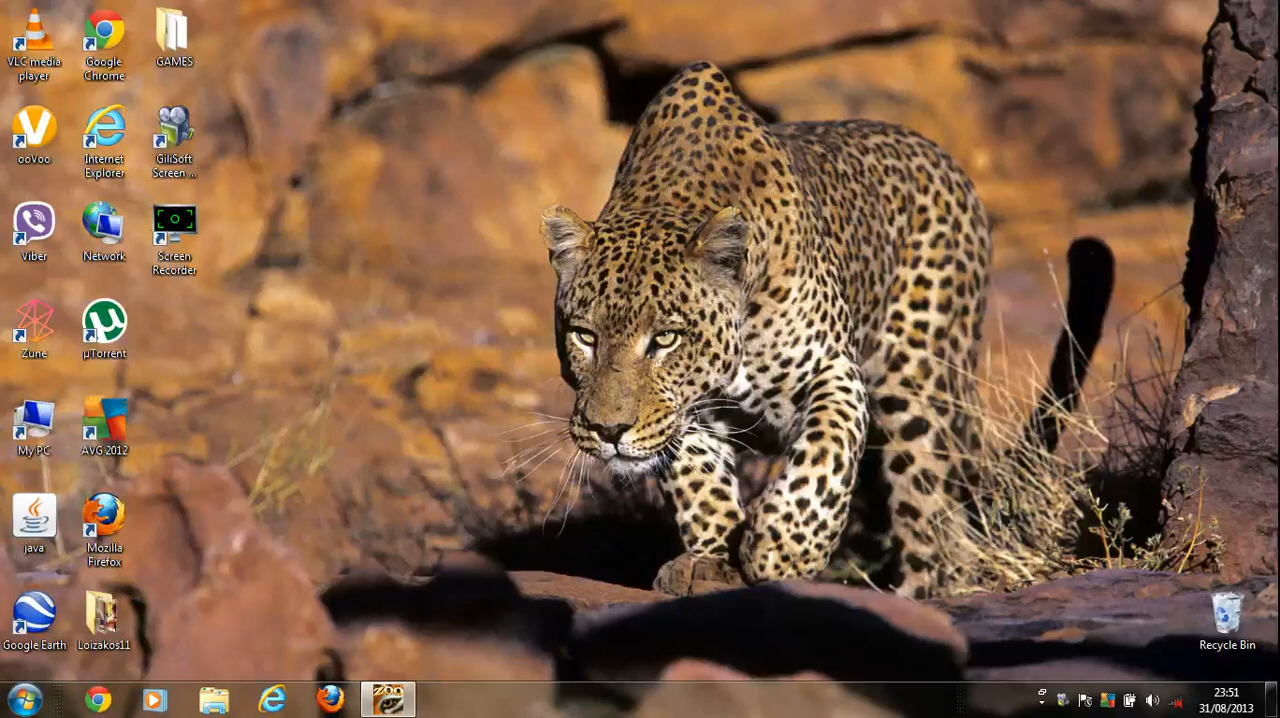 VLC media
player
Google
Chrome
GAMES
ooVoo
Internet
Explorer
GiliSoft
Screen ...
Viber
Network
Screen
Recorder
Zune
µTorrent
My PC
AVG 2012
java
Mozilla
Firefox
Google Earth
Loizakos11
Recycle Bin
ZOO
23:51
31/08/2013